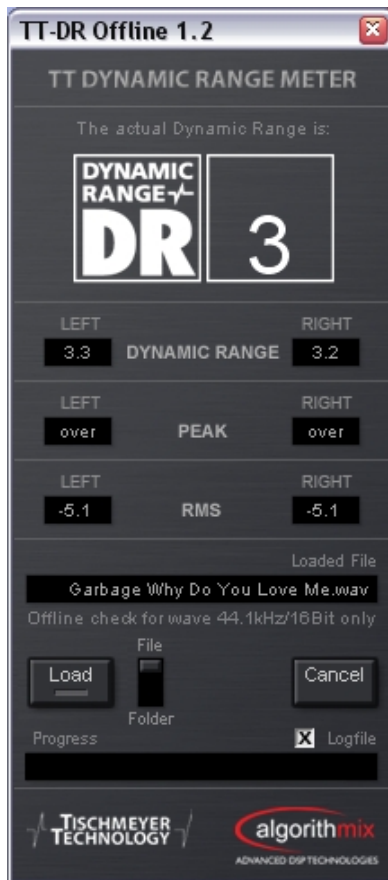 TT-DR Offline 1.2
TT DYNAMIC RANGE METER
The actual Dynamic Range is:
DYNAMIC
RANGE
DR
3
LEFT RIGHT
3.3 DYNAMIC RANGE 3.2
LEFT RIGHT
over PEAK over
LEFT RIGHT
-5.1 RMS -5.1
Loaded File
Garbage Why Do You Love Me.wav
Offline check for wave 44.1kHz/16Bit only
File
Load Cancel
Folder
Progress X Logfile
TISCHMEYER
TECHNOLOGY
algorithmix
ADVANCED DSP TECHNOLOGIES